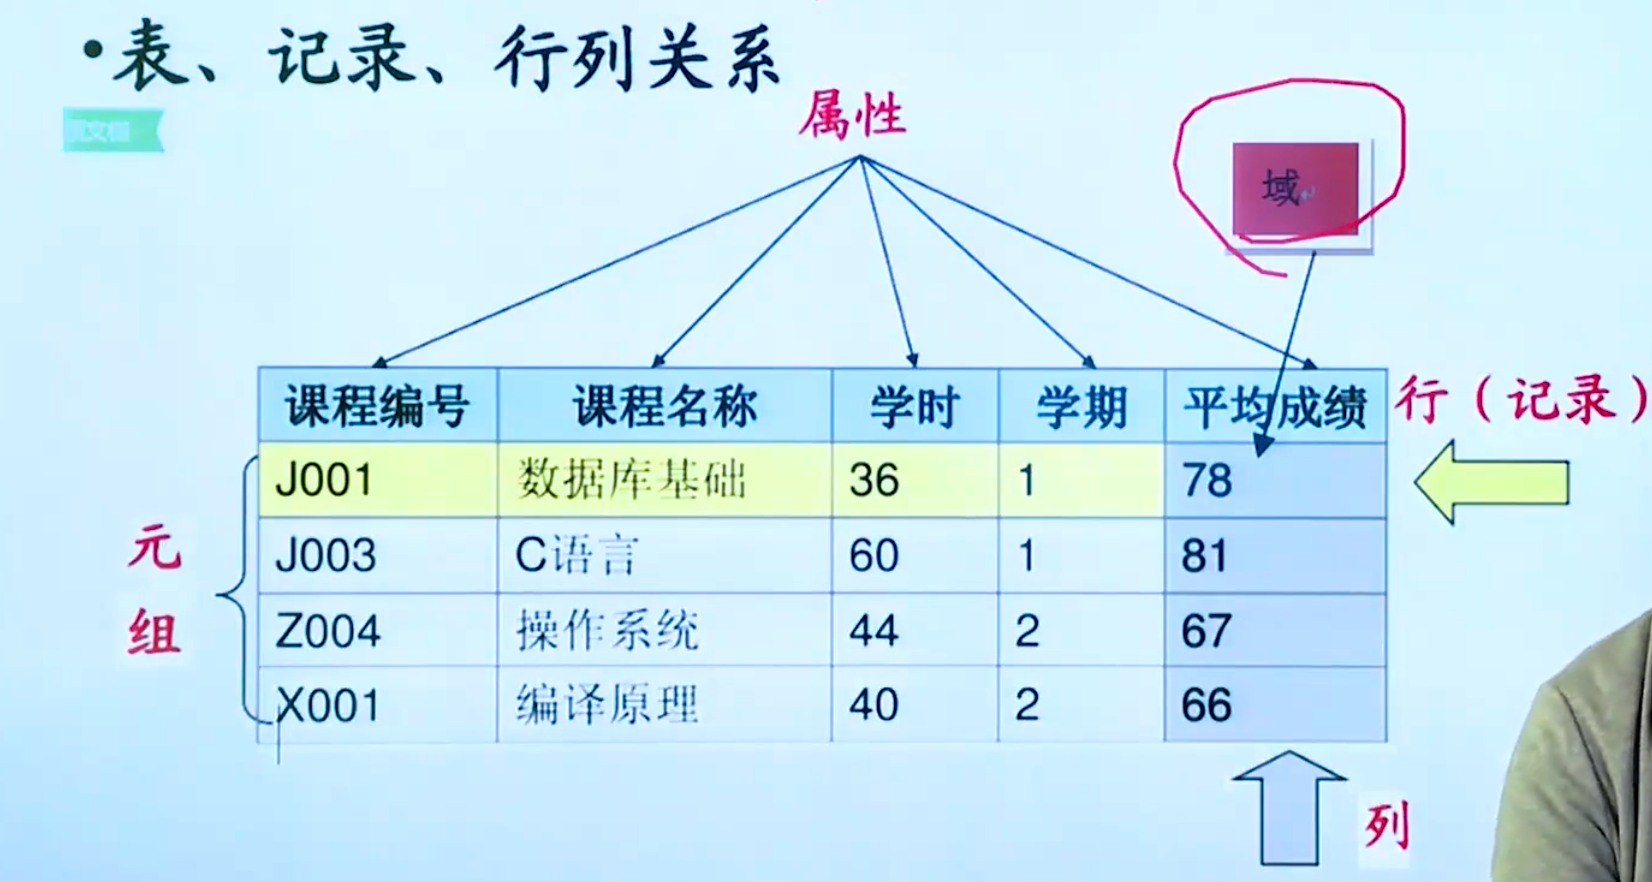 •表、记录、行列关系
属性
域
课程编号 课程名称 学时 学期 平均成绩
行（记录）
J001 数据库基础 36 1 78
J003 C语言 60 1 81
Z004 操作系统 44 2 67
X001 编译原理 40 2 66
元
组
列